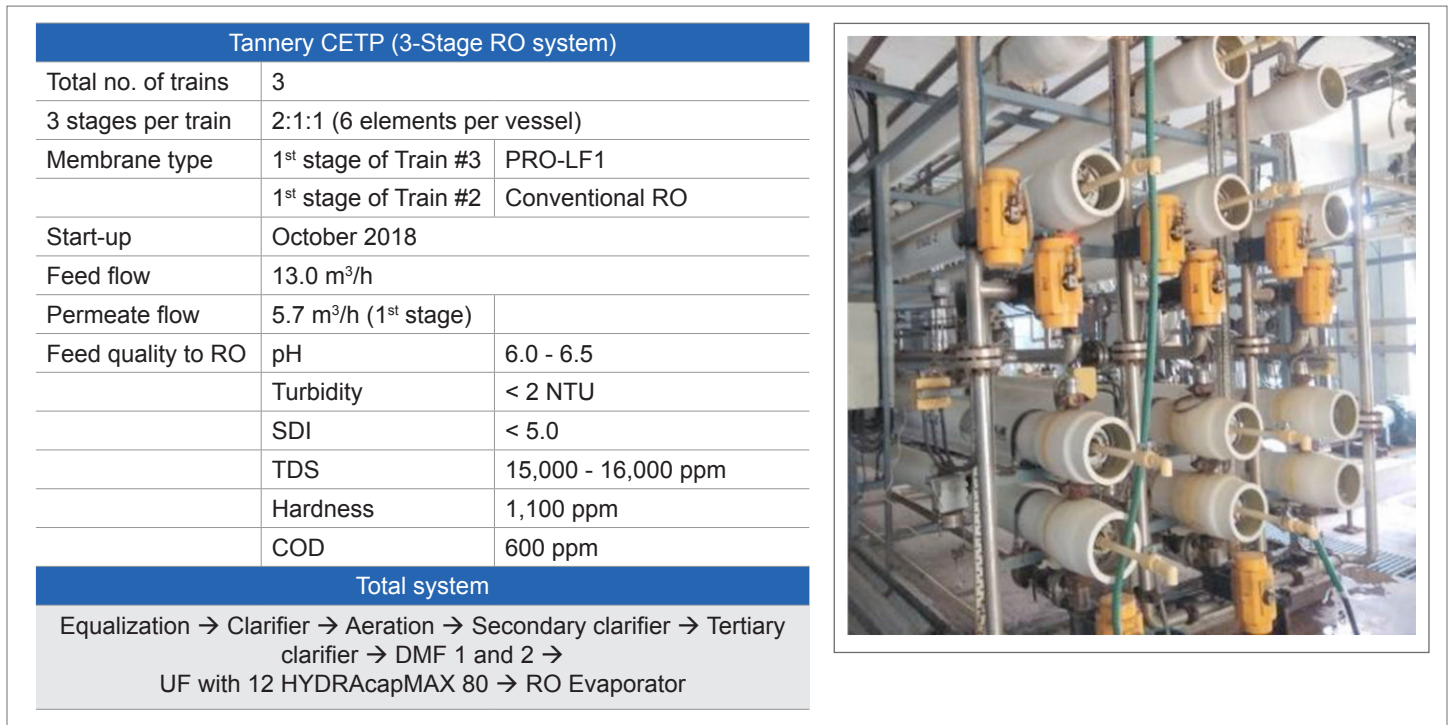 Tannery CETP (3-Stage RO system)
Total no. of trains 3
3 stages per train 2:1:1 (6 elements per vessel)
Membrane type 1st stage of Train #3 PRO-LF1
1st stage of Train #2 Conventional RO
Start-up October 2018
Feed flow 13.0 m³/h
Permeate flow 5.7 m³/h (1st stage)
Feed quality to RO pH 6.0 - 6.5
Turbidity < 2 NTU
SDI < 5.0
TDS 15,000 - 16,000 ppm
Hardness 1,100 ppm
COD 600 ppm
Total system
Equalization → Clarifier → Aeration → Secondary clarifier → Tertiary
clarifier → DMF 1 and 2 →
UF with 12 HYDRAcapMAX 80 → RO Evaporator